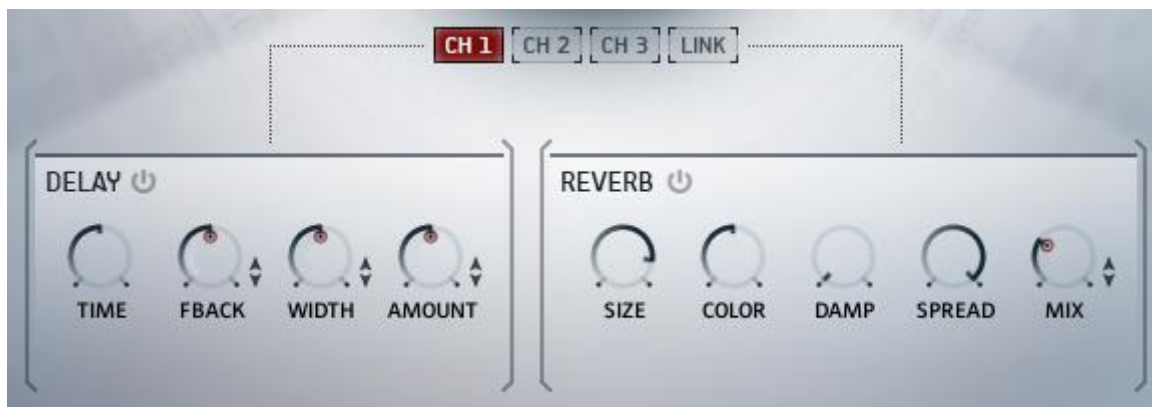 CH 1 CH 2 CH 3 LINK
DELAY
TIME FBACK WIDTH AMOUNT
REVERB
SIZE COLOR DAMP SPREAD MIX